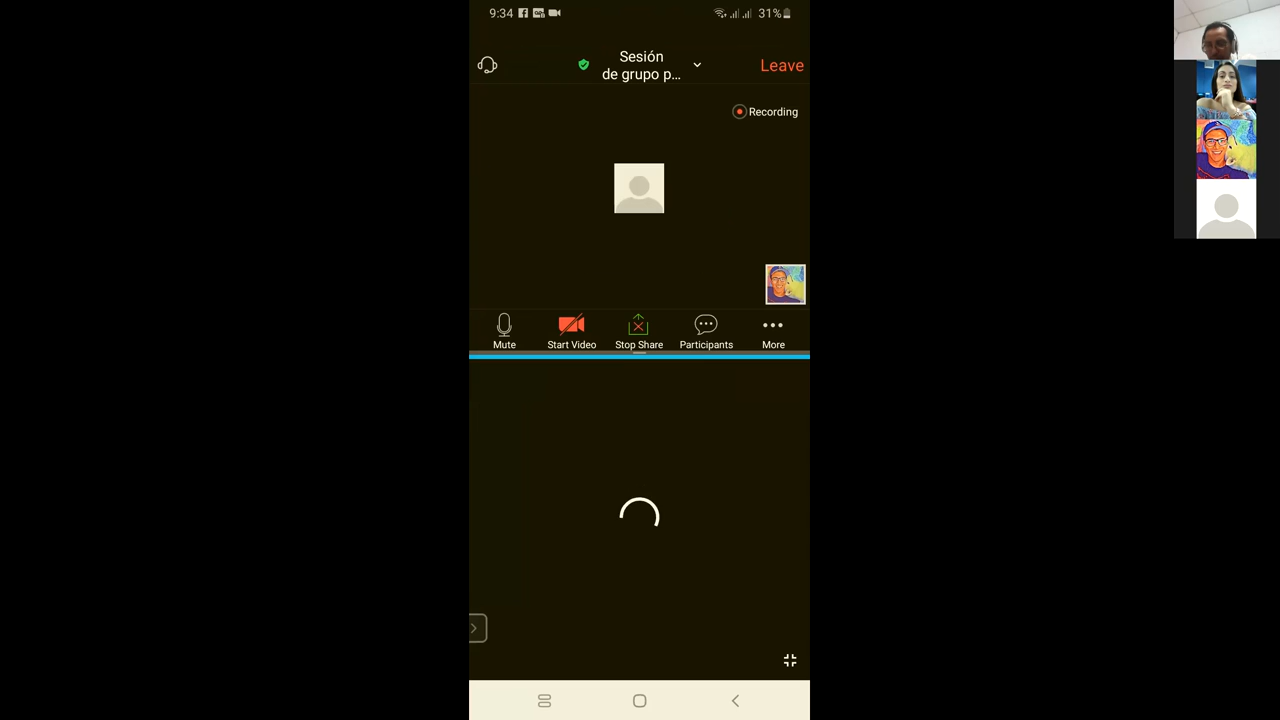 9:34
31%
Sesión
de grupo p...
Leave
Recording
Mute
Start Video
Stop Share
Participants
More